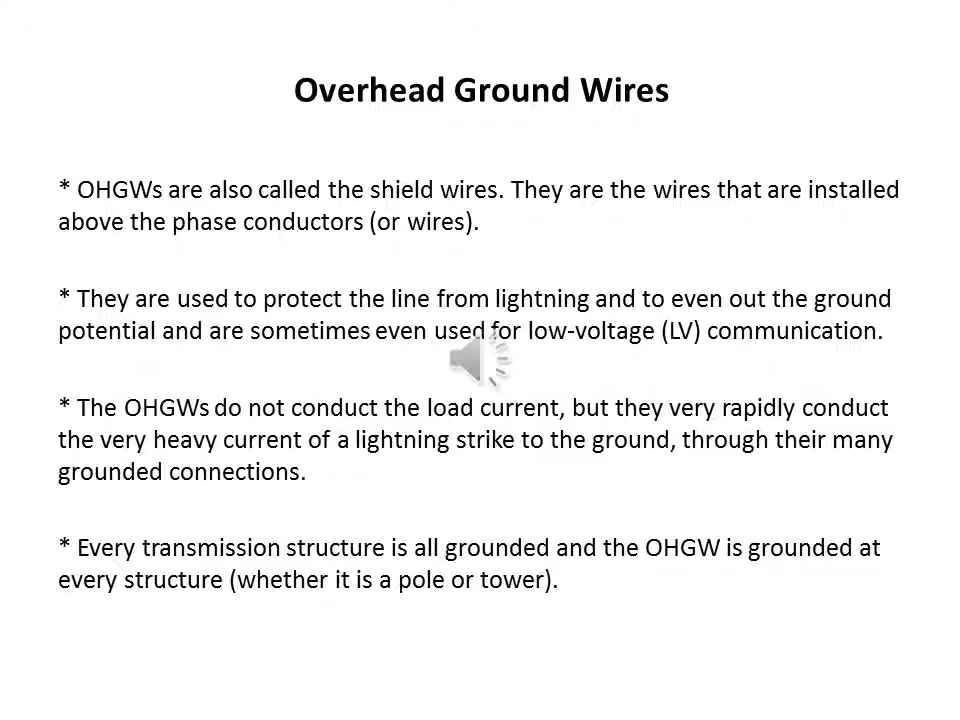 Overhead Ground Wires
* OHGWs are also called the shield wires. They are the wires that are installed
above the phase conductors (or wires).
* They are used to protect the line from lightning and to even out the ground
potential and are sometimes even used for low-voltage (LV) communication.
* The OHGWs do not conduct the load current, but they very rapidly conduct
the very heavy current of a lightning strike to the ground, through their many
grounded connections.
* Every transmission structure is all grounded and the OHGW is grounded at
every structure (whether it is a pole or tower).